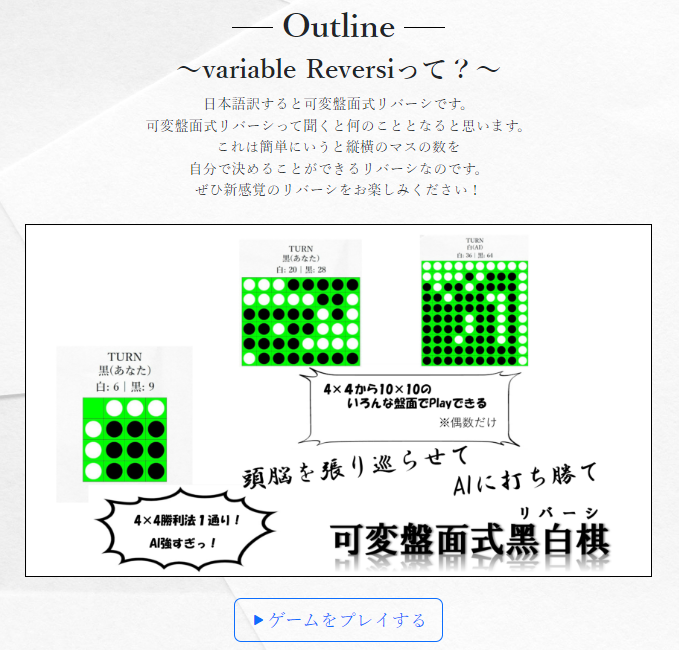 Outline
～variable Reversiって？～
日本語訳すると可変盤面式リバーシです。
可変盤面式リバーシって聞くと何のこととなると思います。
これは簡単にいうと縦横のマスの数を
自分で決めることができるリバーシなのです。
ぜひ新感覚のリバーシをお楽しみください！
TURN
黒(あなた)
白: 20 | 黒: 28
TURN
白(AI)
白: 36 | 黒: 64
TURN
黒(あなた)
白: 6 | 黒: 9
4×4から10×10の
いろんな盤面でPlayできる
※偶数だけ
頭脳を張り巡らせて
AIに打ち勝て
4×4勝利法１通り！
AI強すぎっ！
リバーシ
可変盤面式黑白棋
▶ゲームをプレイする